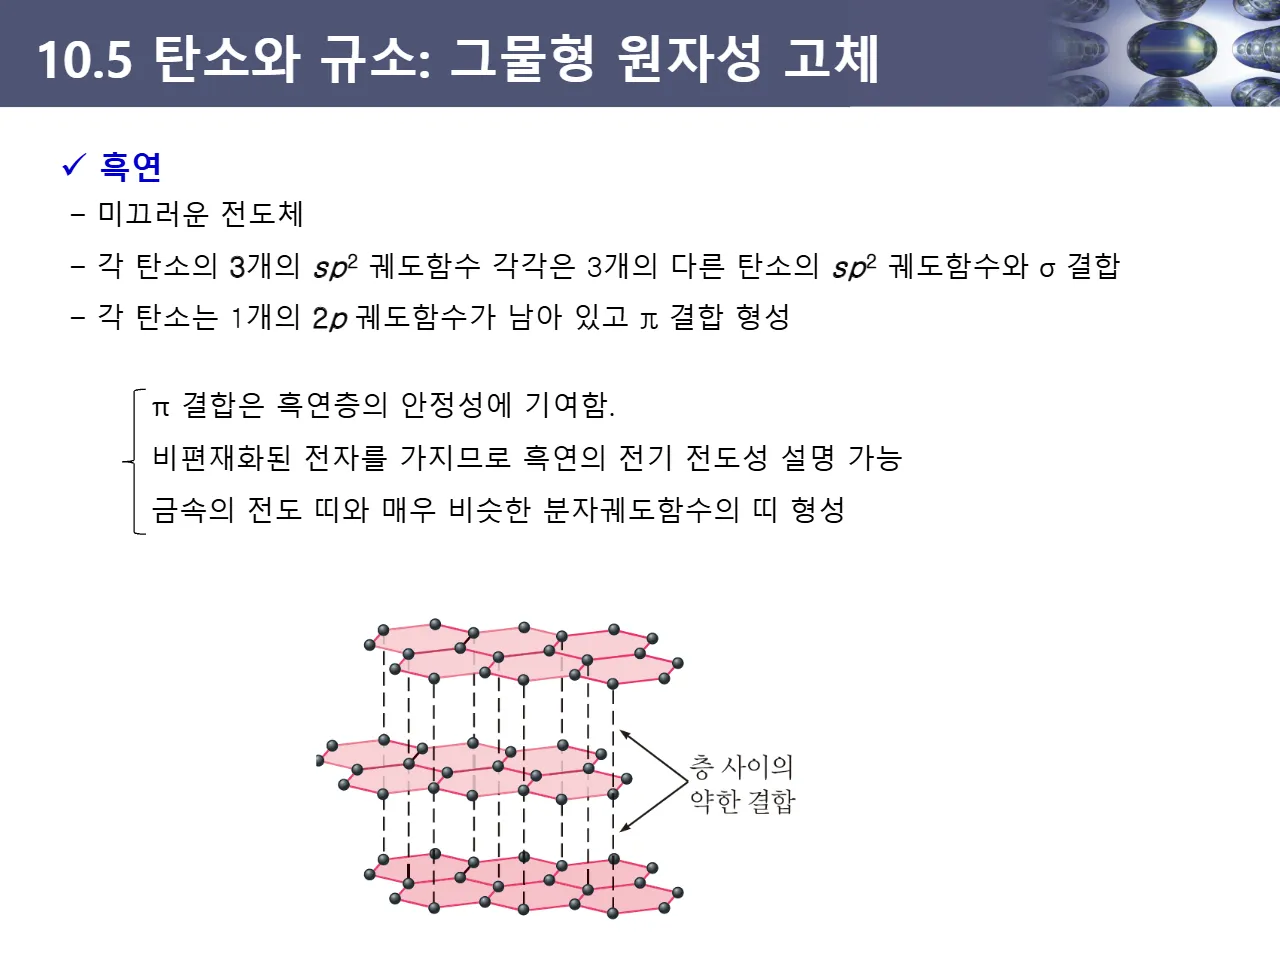 10.5 탄소와 규소: 그물형 원자성 고체
✓ 흑연
– 미끄러운 전도체
– 각 탄소의 3개의 sp² 궤도함수 각각은 3개의 다른 탄소의 sp² 궤도함수와 σ 결합
– 각 탄소는 1개의 2p 궤도함수가 남아 있고 π 결합 형성
π 결합은 흑연층의 안정성에 기여함.
비편재화된 전자를 가지므로 흑연의 전기 전도성 설명 가능
금속의 전도 띠와 매우 비슷한 분자궤도함수의 띠 형성
층 사이의
약한 결합